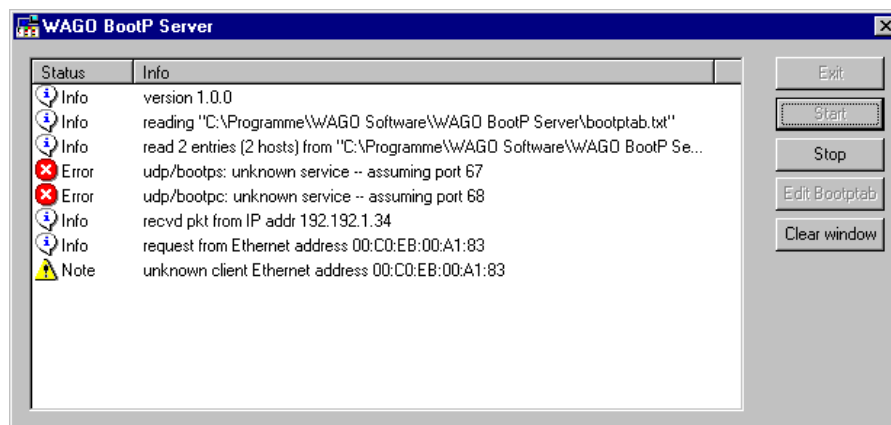 WAGO BootP Server
Status Info
Info version 1.0.0
Info reading "C:\Programme\WAGO Software\WAGO BootP Server\bootptab.txt"
Info read 2 entries (2 hosts) from "C:\Programme\WAGO Software\WAGO BootP Se...
Error udp/bootps: unknown service -- assuming port 67
Error udp/bootpc: unknown service -- assuming port 68
Info recvd pkt from IP addr 192.192.1.34
Info request from Ethernet address 00:C0:EB:00:A1:83
Note unknown client Ethernet address 00:C0:EB:00:A1:83
Exit
Start
Stop
Edit Bootptab
Clear window